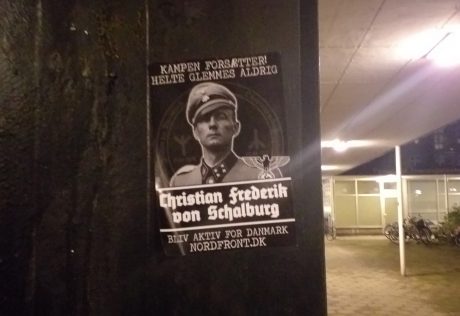 KAMPEN FORSÆTTER!
HELTE GLEMMES ALDRIG
Christian Frederik
von Schalburg
BLIV AKTIV FOR DANMARK
NORDFRONT.DK